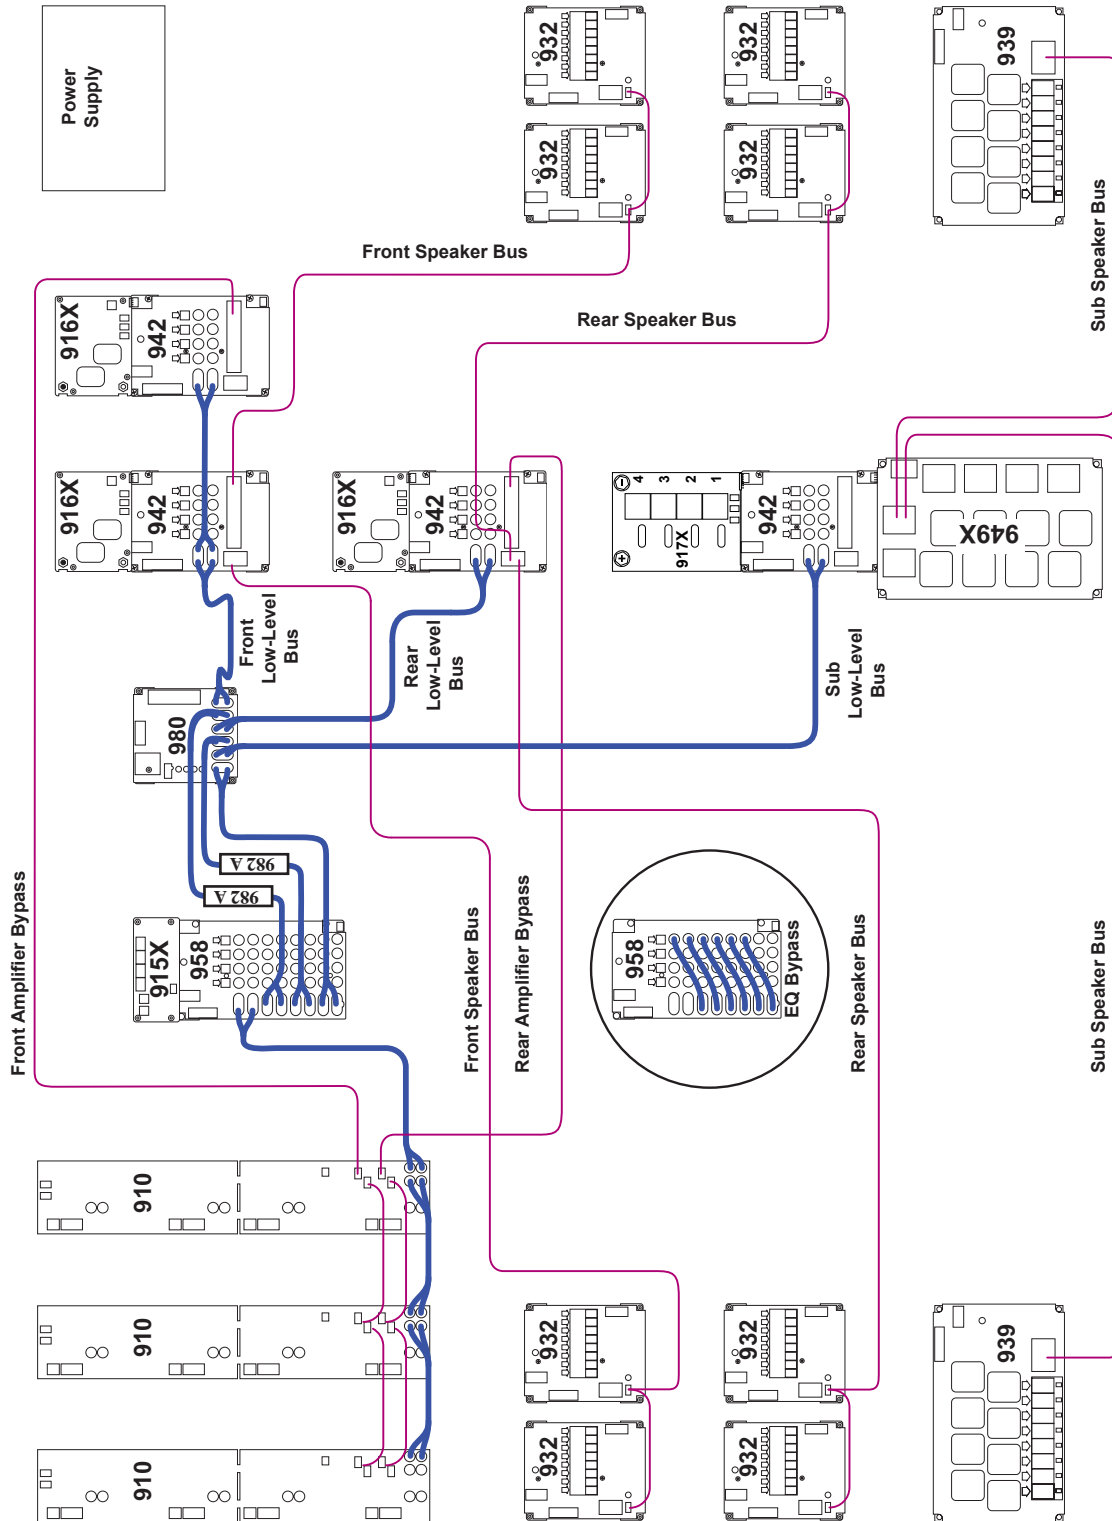 Front Amplifier Bypass
Power
Supply
910
910
910
915X
958
982 A
982 A
980
916X
942
916X
942
Front
Low-Level
Bus
Front Speaker Bus
916X
942
Rear
Low-Level
Bus
Front Speaker Bus
Rear Amplifier Bypass
932
932
932
932
Rear Speaker Bus
958
EQ Bypass
4
3
2
1
917X
942
Sub
Low-Level
Bus
932
932
932
932
Rear Speaker Bus
949X
939
939
Sub Speaker Bus
Sub Speaker Bus